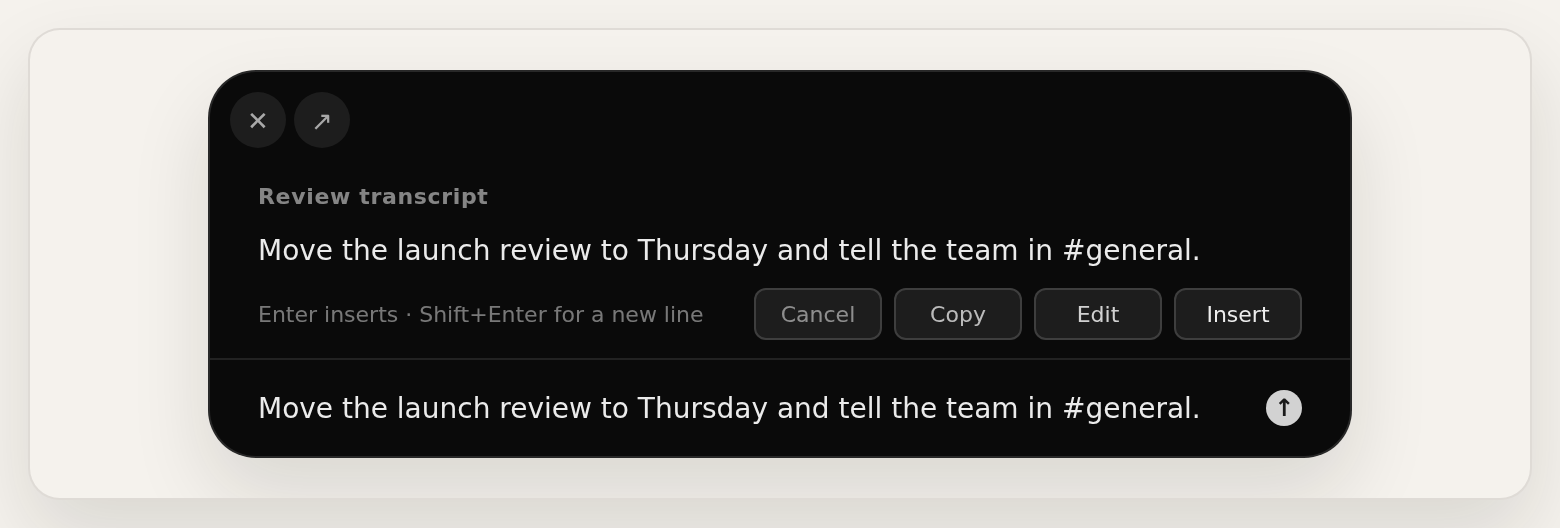 ✕ ↗
Review transcript
Move the launch review to Thursday and tell the team in #general.
Enter inserts · Shift+Enter for a new line Cancel Copy Edit Insert
Move the launch review to Thursday and tell the team in #general. ↑